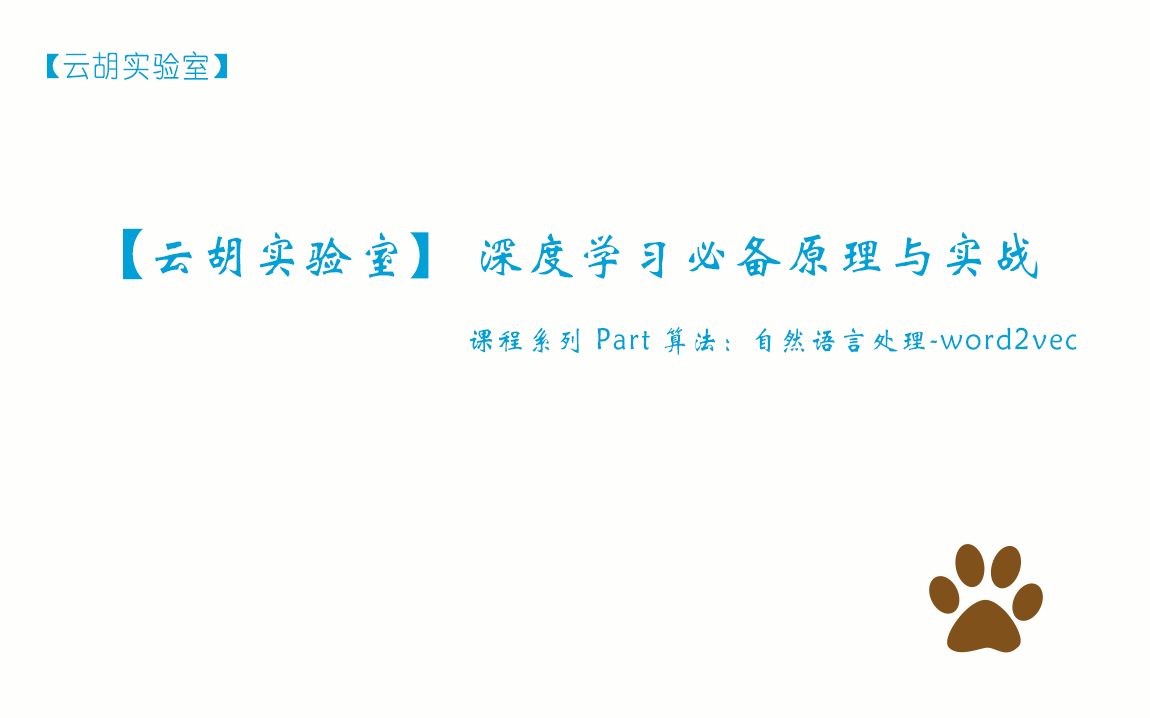 【云胡实验室】
【云胡实验室】 深度学习必备原理与实战
课程系列 Part 算法：自然语言处理-word2vec